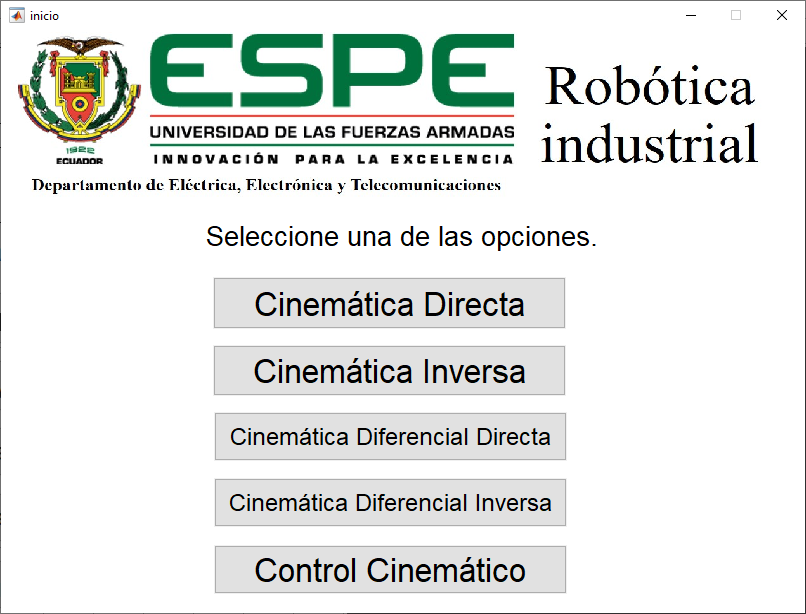 inicio
ESPE
UNIVERSIDAD DE LAS FUERZAS ARMADAS
INNOVACIÓN PARA LA EXCELENCIA
1922
ECUADOR
Robótica
industrial
Departamento de Eléctrica, Electrónica y Telecomunicaciones
Seleccione una de las opciones.
Cinemática Directa
Cinemática Inversa
Cinemática Diferencial Directa
Cinemática Diferencial Inversa
Control Cinemático